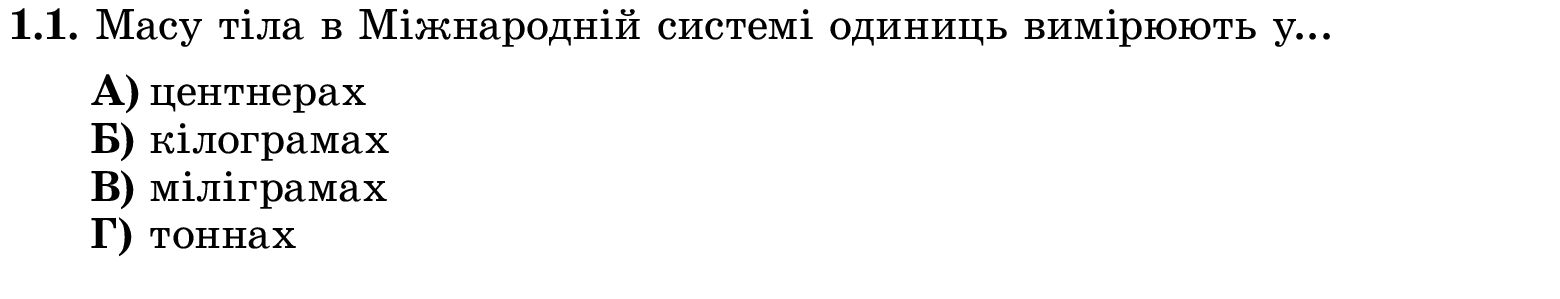 1.1. Масу тіла в Міжнародній системі одиниць вимірюють у...
А) центнерах
Б) кілограмах
В) міліграмах
Г) тоннах